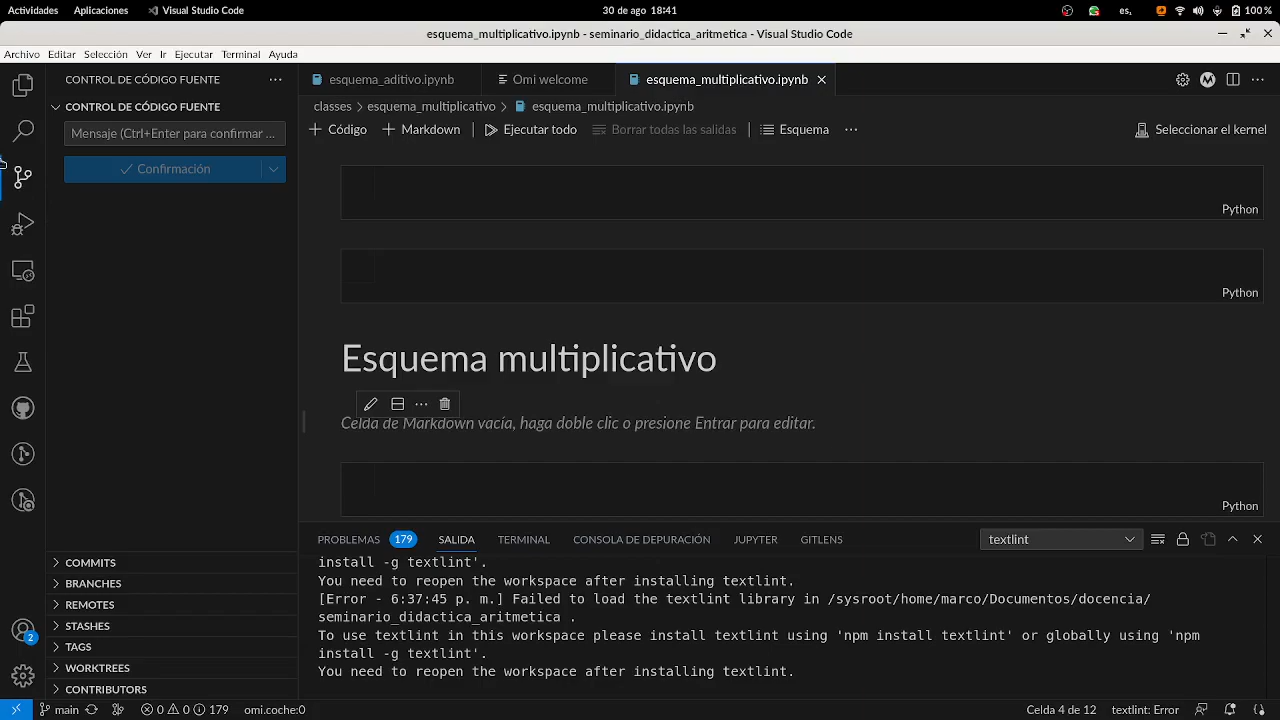 Actividades Aplicaciones Visual Studio Code 30 de ago 18:41 es, 100 %
esquema_multiplicativo.ipynb - seminario_didactica_aritmetica - Visual Studio Code
Archivo Editar Selección Ver Ir Ejecutar Terminal Ayuda
CONTROL DE CÓDIGO FUENTE
esquema_aditivo.ipynb Omi welcome esquema_multiplicativo.ipynb
CONTROL DE CÓDIGO FUENTE
classes > esquema_multiplicativo > esquema_multiplicativo.ipynb
Mensaje (Ctrl+Enter para confirmar ...
Código Markdown Ejecutar todo Borrar todas las salidas Esquema Seleccionar el kernel
Confirmación
Python
Python
Esquema multiplicativo
Celda de Markdown vacía, haga doble clic o presione Entrar para editar.
Python
PROBLEMAS 179 SALIDA TERMINAL CONSOLA DE DEPURACIÓN JUPYTER GITLENS textlint
install -g textlint'.
You need to reopen the workspace after installing textlint.
[Error - 6:37:45 p. m.] Failed to load the textlint library in /sysroot/home/marco/Documentos/docencia/
seminario_didactica_aritmetica .
To use textlint in this workspace please install textlint using 'npm install textlint' or globally using 'npm
install -g textlint'.
You need to reopen the workspace after installing textlint.
COMMITS
BRANCHES
REMOTES
STASHES
TAGS
WORKTREES
CONTRIBUTORS
2
main 0 0 179 omi.coche:0 Celda 4 de 12 textlint: Error